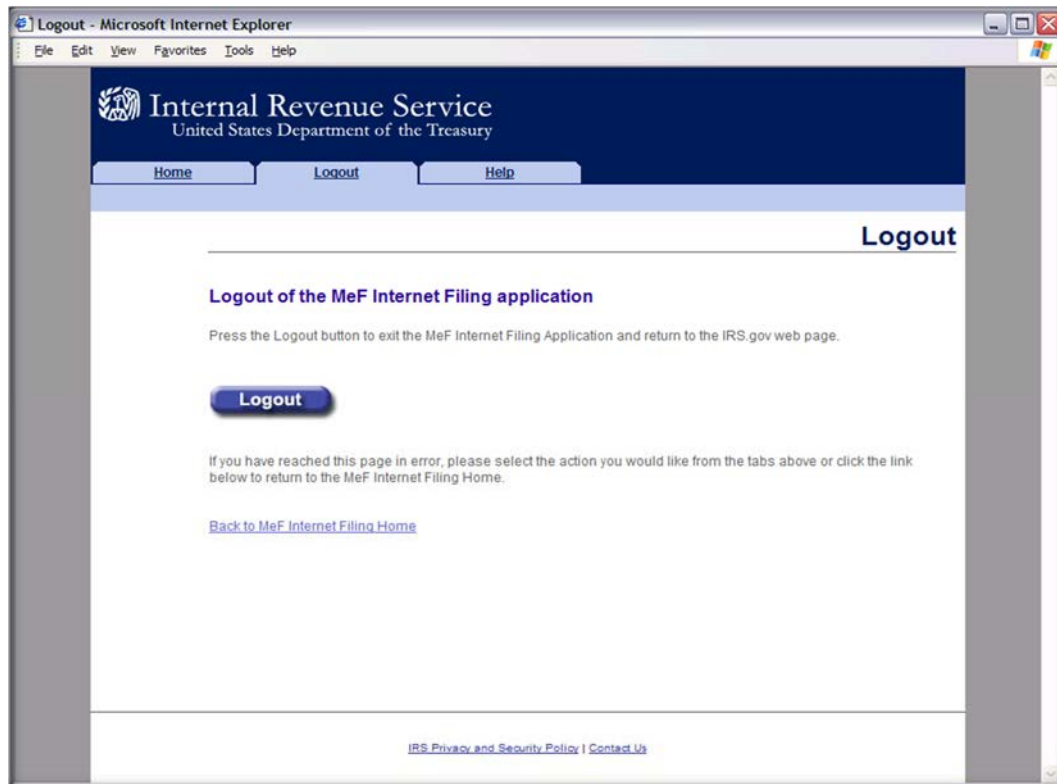 Logout - Microsoft Internet Explorer
File Edit View Favorites Tools Help
Internal Revenue Service
United States Department of the Treasury
Home Logout Help
Logout
Logout of the MeF Internet Filing application
Press the Logout button to exit the MeF Internet Filing Application and return to the IRS.gov web page.
Logout
If you have reached this page in error, please select the action you would like from the tabs above or click the link
below to return to the MeF Internet Filing Home.
Back to MeF Internet Filing Home
IRS Privacy and Security Policy | Contact Us